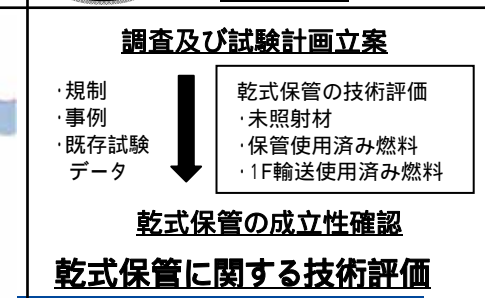 調査及び試験計画立案
･規制
･事例
･既存試験
データ
乾式保管の技術評価
･未照射材
･保管使用済み燃料
･1F輸送使用済み燃料
乾式保管の成立性確認
乾式保管に関する技術評価